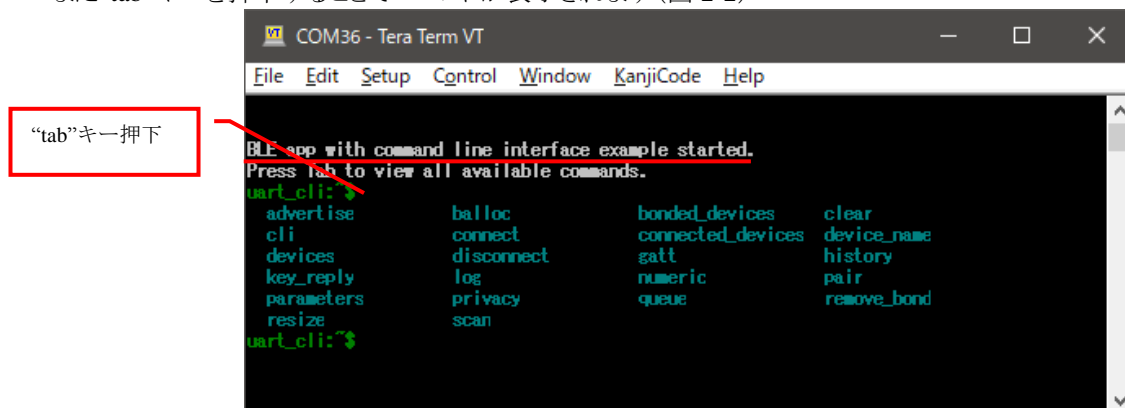 COM36 - Tera Term VT
File Edit Setup Control Window KanjiCode Help
“tab”キー押下
BLE app with command line interface example started.
Press Tab to view all available commands.
uart_cli:~$
advertise balloc bonded_devices clear
cli connect connected_devices device_name
devices disconnect gatt history
key_reply log numeric pair
parameters privacy queue remove_bond
resize scan
uart_cli:~$